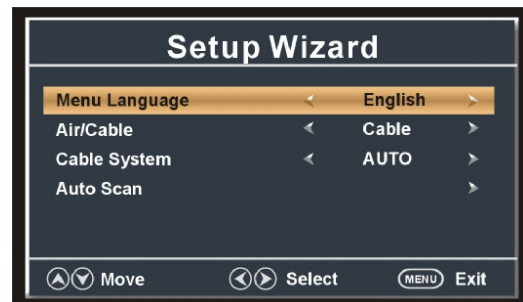 Setup Wizard
Menu Language < English >
Air/Cable < Cable >
Cable System < AUTO >
Auto Scan >
Move Select MENU Exit